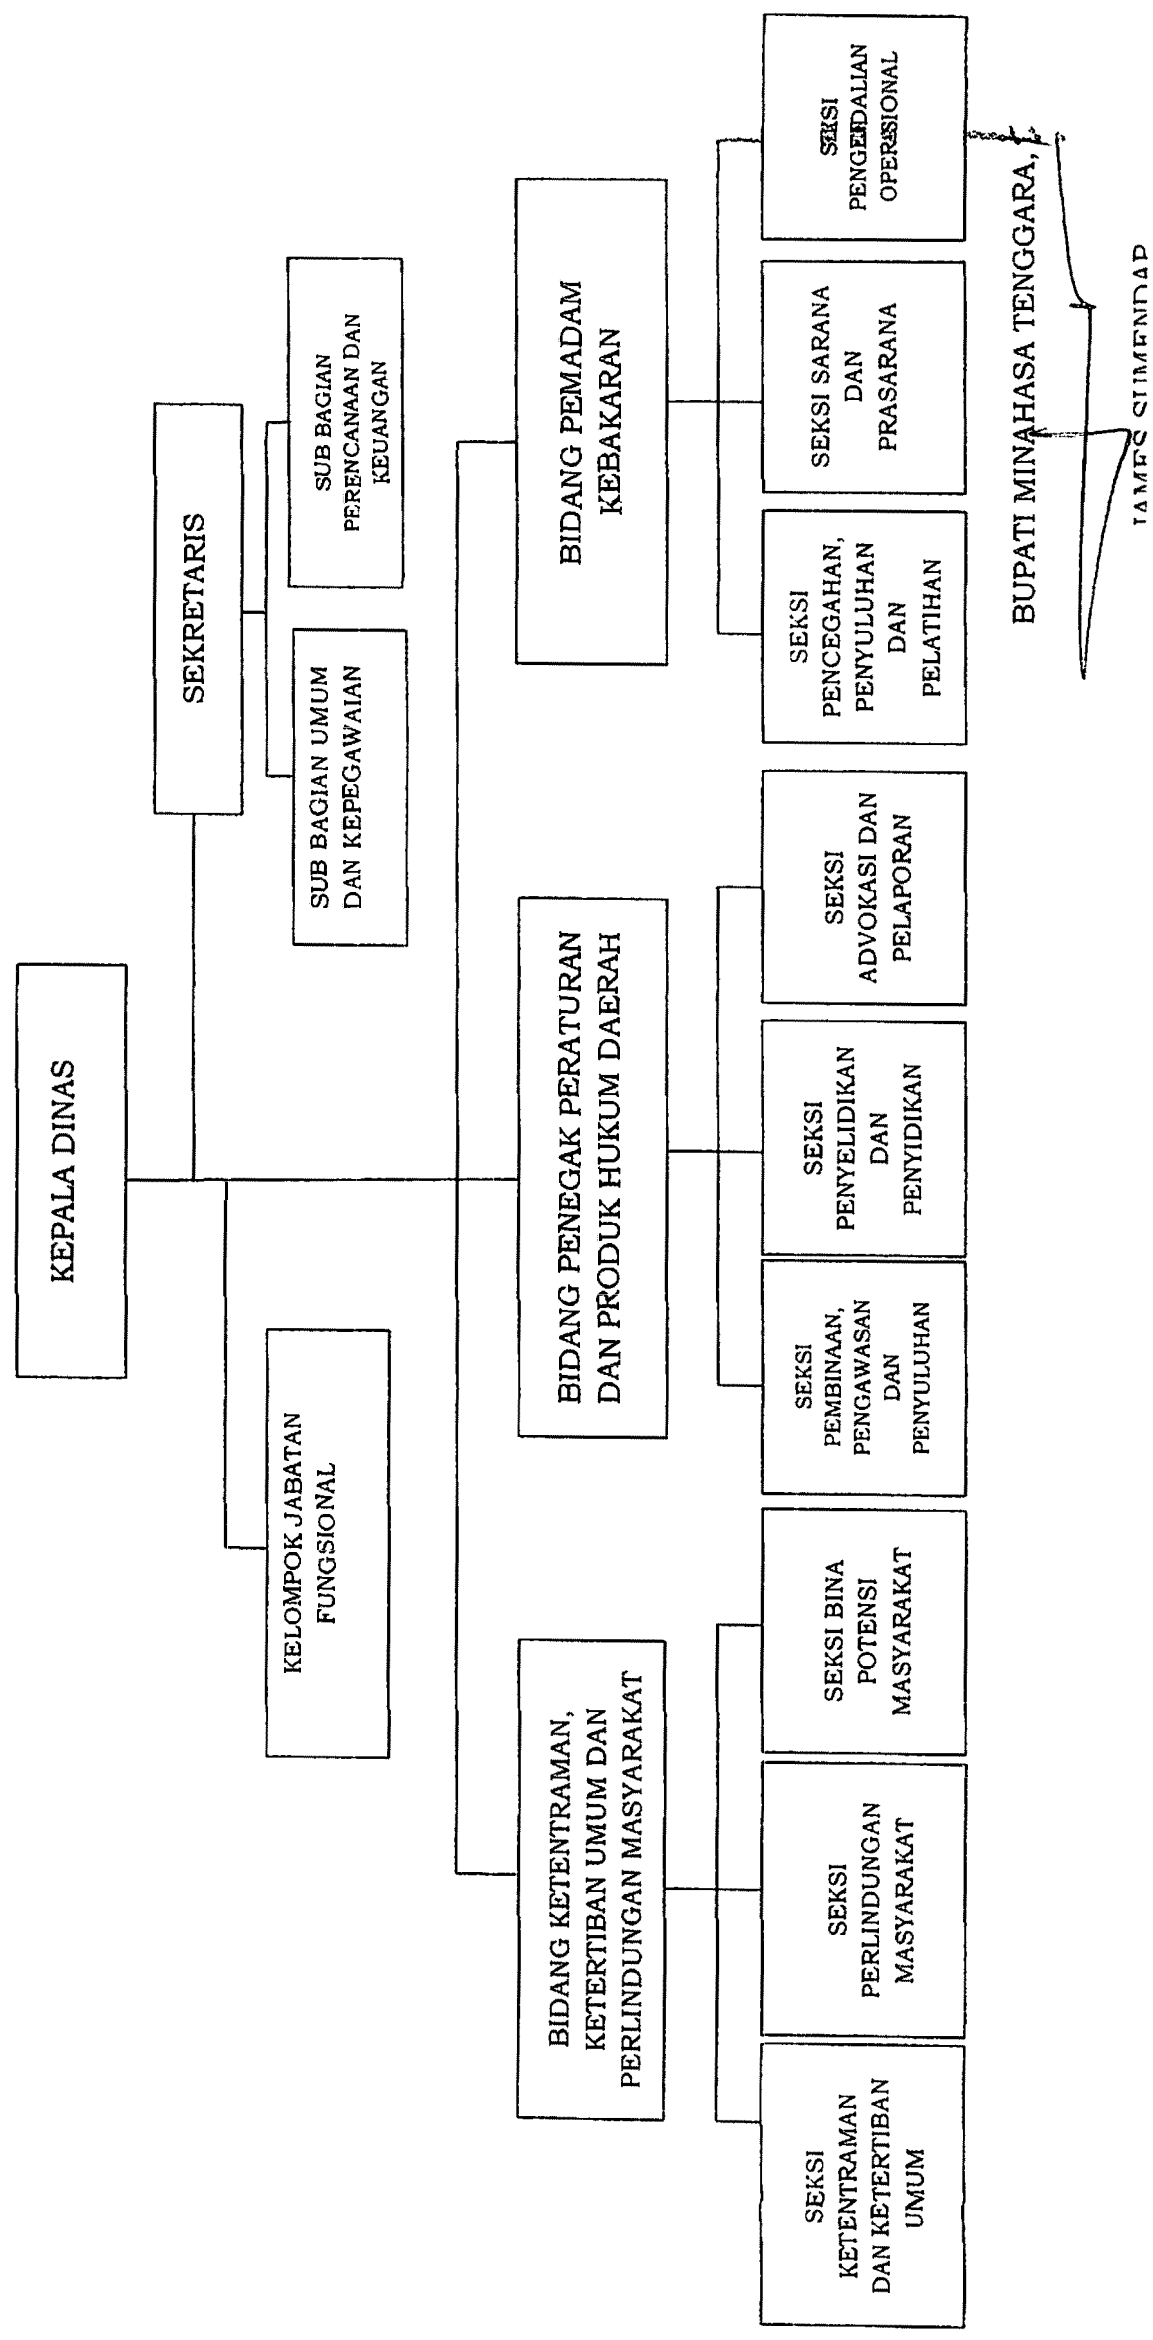 KEPALA DINAS
SEKRETARIS
KELOMPOK JABATAN
FUNGSIONAL
SUB BAGIAN UMUM
DAN KEPEGAWAIAN
SUB BAGIAN
PERENCANAAN DAN
KEUANGAN
BIDANG KETENTRAMAN,
KETERTIBAN UMUM DAN
PERLINDUNGAN MASYARAKAT
BIDANG PENEGAK PERATURAN
DAN PRODUK HUKUM DAERAH
BIDANG PEMADAM
KEBAKARAN
SEKSI
KETENTRAMAN
DAN KETERTIBAN
UMUM
SEKSI
PERLINDUNGAN
MASYARAKAT
SEKSI BINA
POTENSI
MASYARAKAT
SEKSI
PEMBINAAN,
PENGAWASAN
DAN
PENYULUHAN
SEKSI
PENYELIDIKAN
DAN
PENYIDIKAN
SEKSI
ADVOKASI DAN
PELAPORAN
SEKSI
PENCEGAHAN,
PENYULUHAN
DAN
PELATIHAN
SEKSI SARANA
DAN
PRASARANA
SEKSI
PENGENDALIAN
OPERASIONAL
BUPATI MINAHASA TENGGARA,
JAMES SUMENDAP